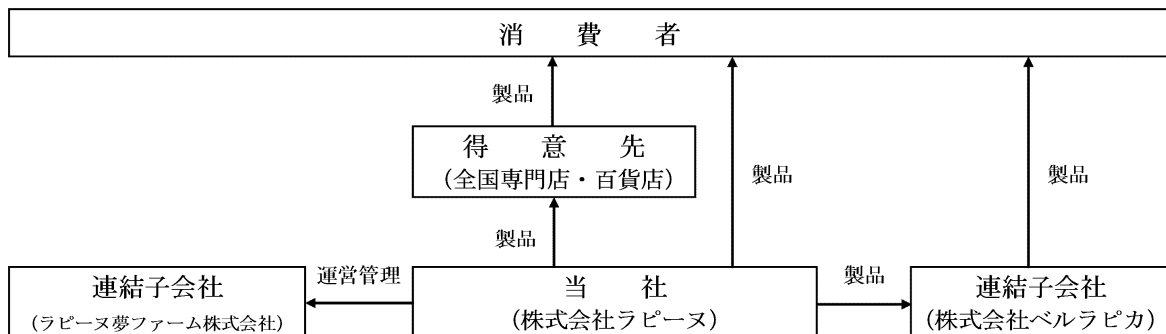 消　費　者
製品
得　意　先
（全国専門店・百貨店）
製品
製品
製品
連結子会社
（ラピーヌ夢ファーム株式会社）
運営管理
当　社
（株式会社ラピーヌ）
製品
連結子会社
（株式会社ベルラピカ）